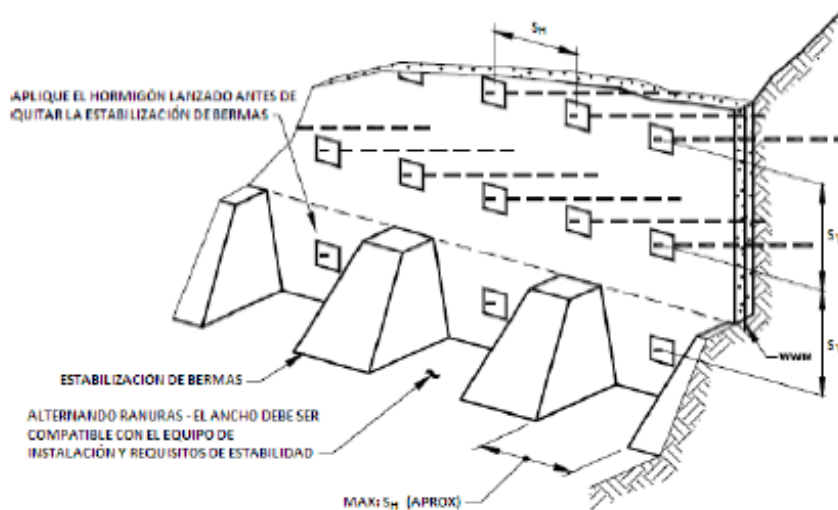 SH
APLIQUE EL HORMIGÓN LANZADO ANTES DE
QUITAR LA ESTABILIZACIÓN DE BERMAS
SV
SV
WWM
ESTABILIZACIÓN DE BERMAS
ALTERNANDO RANURAS - EL ANCHO DEBE SER
COMPATIBLE CON EL EQUIPO DE
INSTALACIÓN Y REQUISITOS DE ESTABILIDAD
MAX: SH (APROX)